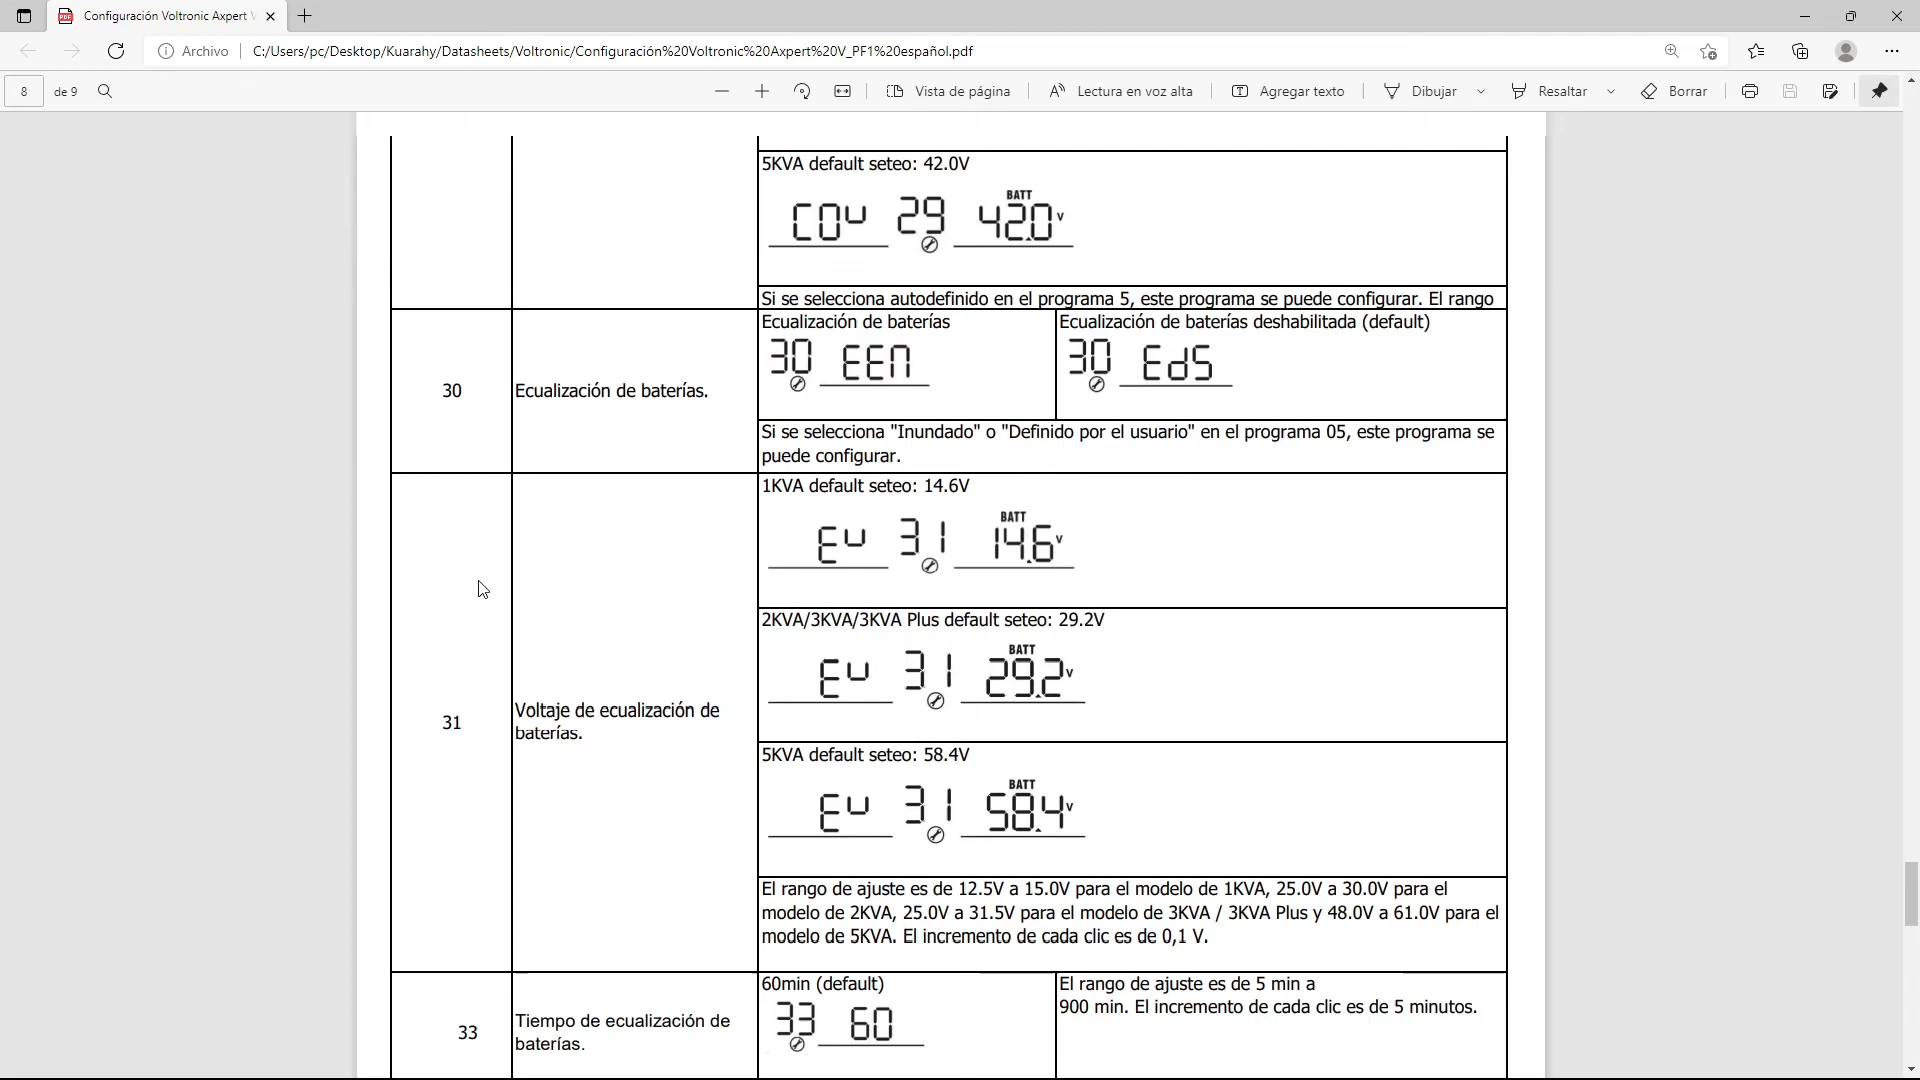 Configuración Voltronic Axpert V
Archivo
C:/Users/pc/Desktop/Kuarahy/Datasheets/Voltronic/Configuración%20Voltronic%20Axpert%20V_PF1%20español.pdf
8 de 9
Vista de página
Lectura en voz alta
Agregar texto
Dibujar
Resaltar
Borrar
5KVA default seteo: 42.0V
BATT
COU 29 42.0V
Si se selecciona autodefinido en el programa 5, este programa se puede configurar. El rango
30
Ecualización de baterías.
Ecualización de baterías
30 EEN
Ecualización de baterías deshabilitada (default)
30 EdS
Si se selecciona "Inundado" o "Definido por el usuario" en el programa 05, este programa se
puede configurar.
31
Voltaje de ecualización de
baterías.
1KVA default seteo: 14.6V
BATT
EU 31 14.6V
2KVA/3KVA/3KVA Plus default seteo: 29.2V
BATT
EU 31 29.2V
5KVA default seteo: 58.4V
BATT
EU 31 58.4V
El rango de ajuste es de 12.5V a 15.0V para el modelo de 1KVA, 25.0V a 30.0V para el
modelo de 2KVA, 25.0V a 31.5V para el modelo de 3KVA / 3KVA Plus y 48.0V a 61.0V para el
modelo de 5KVA. El incremento de cada clic es de 0,1 V.
33
Tiempo de ecualización de
baterías.
60min (default)
33 60
El rango de ajuste es de 5 min a
900 min. El incremento de cada clic es de 5 minutos.